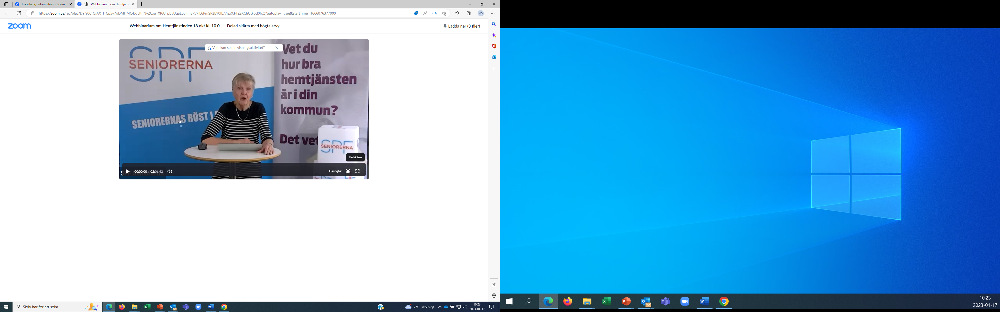 Inspelningsinformation - Zoom
Webbinarium om Hemtjänst
https://zoom.us/rec/play/DYi90CrQIAX_T_Cp5y7oDMHMC4JgLItnNvZCxuTXf6U_pbyUgaE08jrInSkVFIE6PmSP2BY0IL77jzxX.FTZaXChUtFpd0fxQ?autoplay=true&startTime=1666076377000
HO
zoom
Webbinarium om Hemtjänstindex 18 okt kl. 10.0... - Delad skärm med högtalarvy
Ladda ner (3 filer)
Vem kan se din visningsaktivitet?
SPF
SENIORERNA
SENIORERNAS RÖST I
Vet du
hur bra
hemtjänsten
är i din
kommun?
Det vet
SPF
SENIORERNA
Helskärm
00:00:00 / 02:06:42
Hastighet
SPF Seniorerna
Skriv här för att söka
2°C Molnigt
10:23
2023-01-17
10:23
2023-01-17